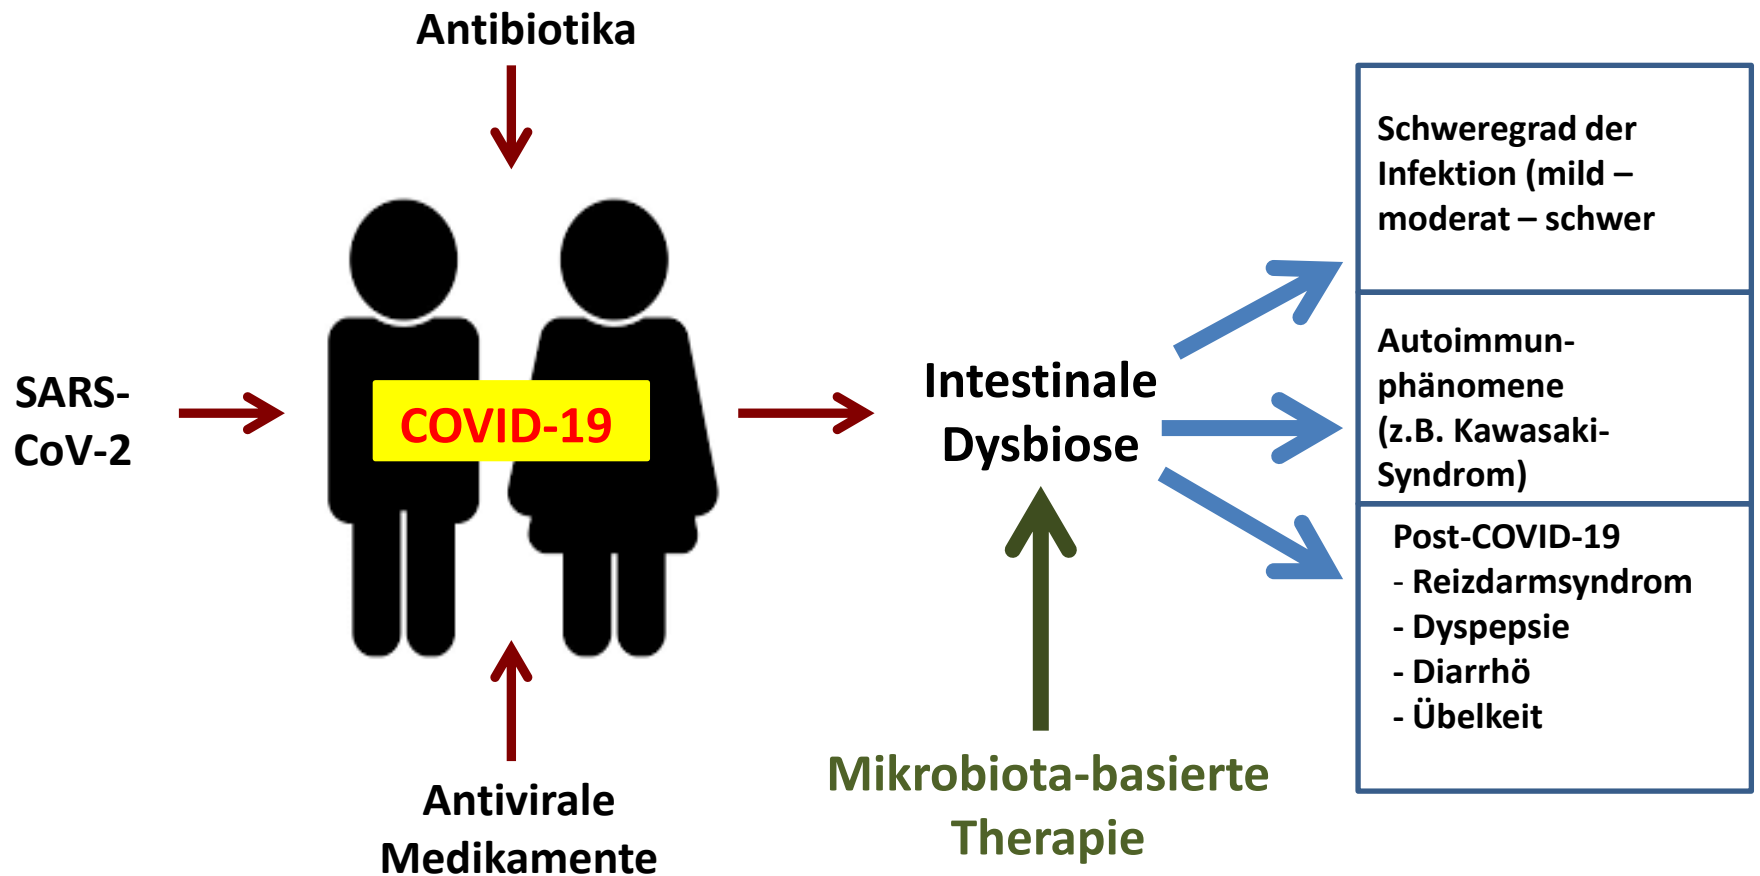 Antibiotika
SARS-
CoV-2
COVID-19
Antivirale
Medikamente
Intestinale
Dysbiose
Mikrobiota-basierte
Therapie
Schweregrad der
Infektion (mild –
moderat – schwer
Autoimmun-
phänomene
(z.B. Kawasaki-
Syndrom)
Post-COVID-19
- Reizdarmsyndrom
- Dyspepsie
- Diarrhö
- Übelkeit